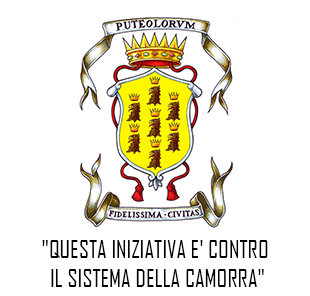 PUTEOLORVM
FIDELISSIMA·CIVITAS
"QUESTA INIZIATIVA E' CONTRO
IL SISTEMA DELLA CAMORRA"